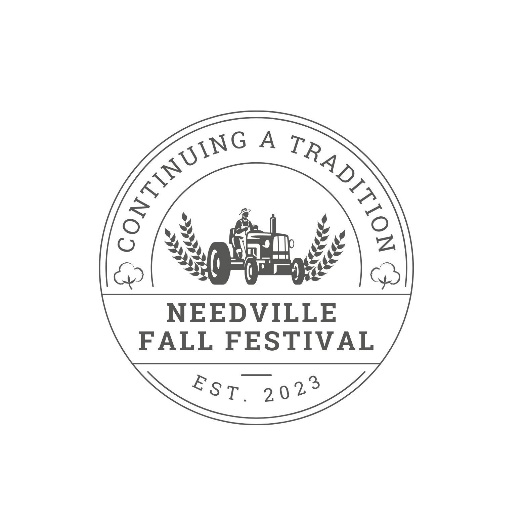 CONTINUING A TRADITION
NEEDVILLE
FALL FESTIVAL
EST. 2023